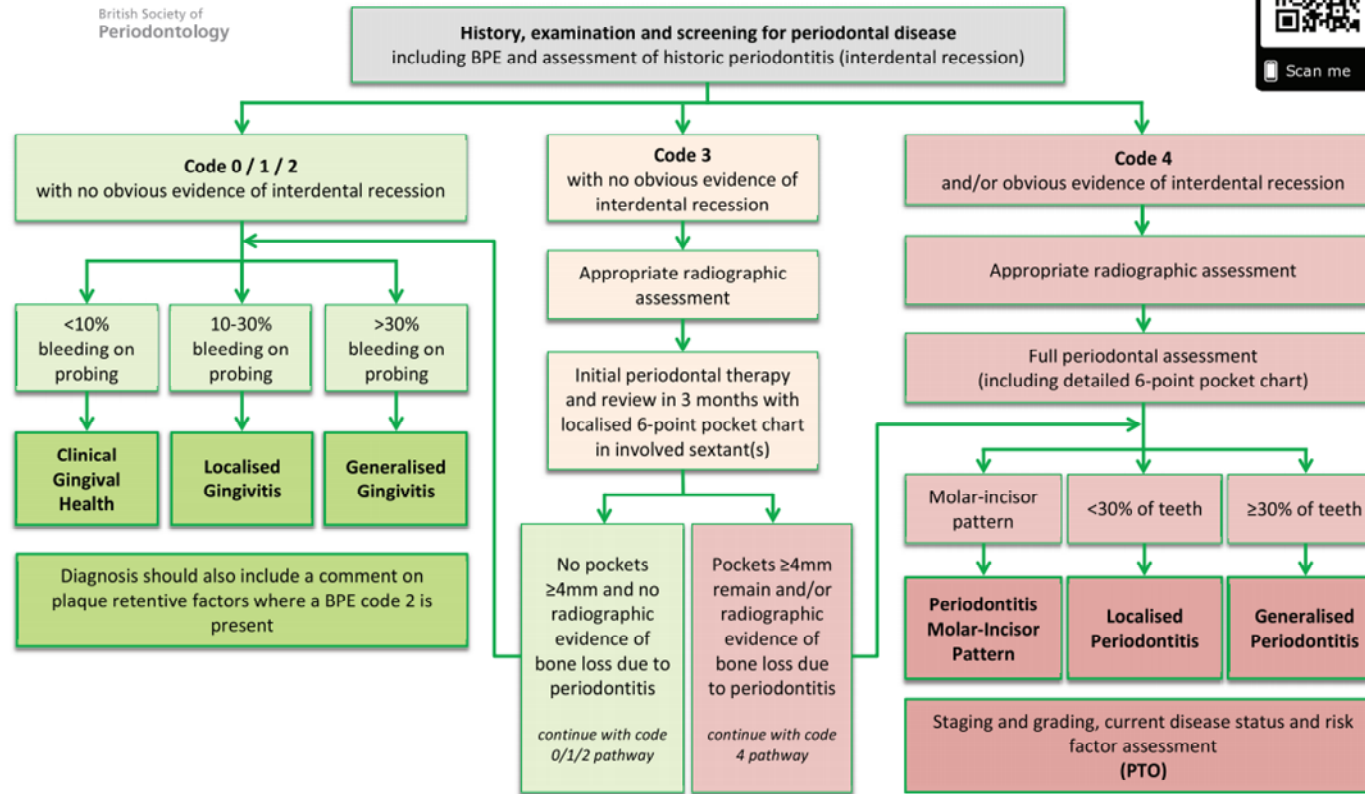 British Society of
Periodontology
Scan me
History, examination and screening for periodontal disease
including BPE and assessment of historic periodontitis (interdental recession)
Code 0 / 1 / 2
with no obvious evidence of interdental recession
<10%
bleeding on
probing
10-30%
bleeding on
probing
>30%
bleeding on
probing
Clinical
Gingival
Health
Localised
Gingivitis
Generalised
Gingivitis
Diagnosis should also include a comment on
plaque retentive factors where a BPE code 2 is
present
Code 3
with no obvious evidence of
interdental recession
Appropriate radiographic
assessment
Initial periodontal therapy
and review in 3 months with
localised 6-point pocket chart
in involved sextant(s)
No pockets
≥4mm and no
radiographic
evidence of
bone loss due to
periodontitis
continue with code
0/1/2 pathway
Pockets ≥4mm
remain and/or
radiographic
evidence of
bone loss due
to periodontitis
continue with code
4 pathway
Code 4
and/or obvious evidence of interdental recession
Appropriate radiographic assessment
Full periodontal assessment
(including detailed 6-point pocket chart)
Molar-incisor
pattern
<30% of teeth
≥30% of teeth
Periodontitis
Molar-Incisor
Pattern
Localised
Periodontitis
Generalised
Periodontitis
Staging and grading, current disease status and risk
factor assessment
(PTO)